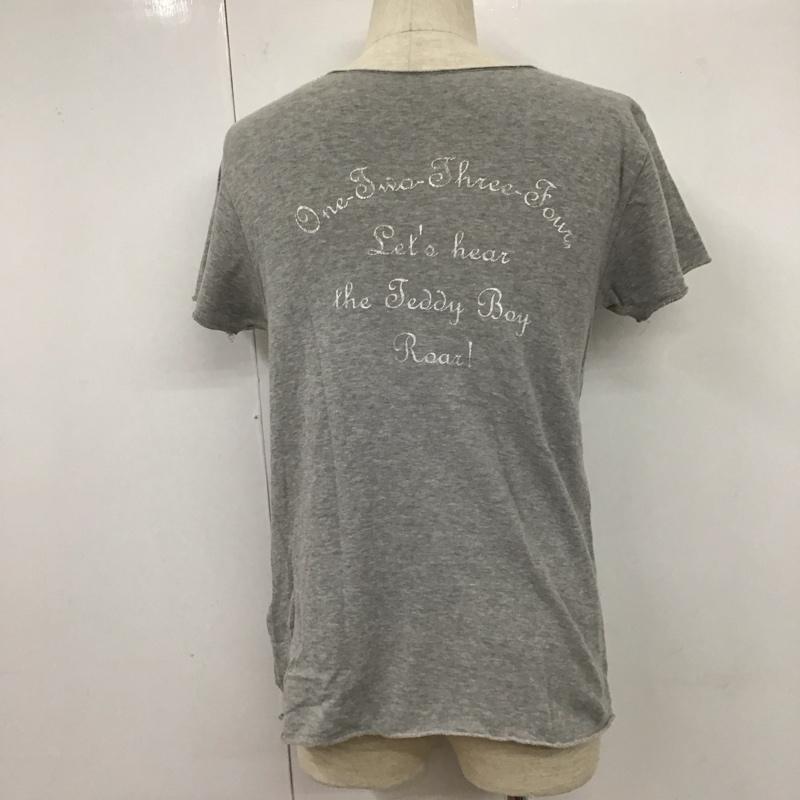 One-Two-Three-Four,
Let's hear
the Teddy Boy
Roar!